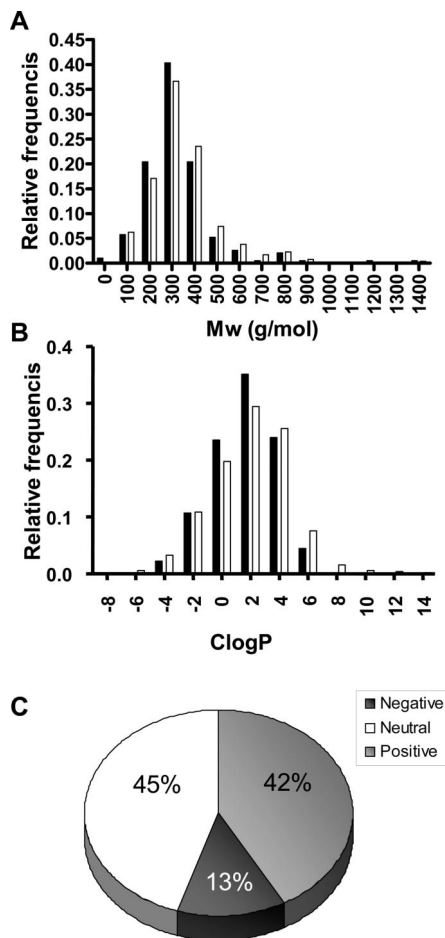 A
Relative frequencis
0.45
0.40
0.35
0.30
0.25
0.20
0.15
0.10
0.05
0.00
0 100 200 300 400 500 600 700 800 900 1000 1100 1200 1300 1400
Mw (g/mol)
B
Relative frequencis
0.4
0.3
0.2
0.1
0.0
-8 -6 -4 -2 0 2 4 6 8 10 12 14
ClogP
C
Negative
Neutral
Positive
45%
42%
13%